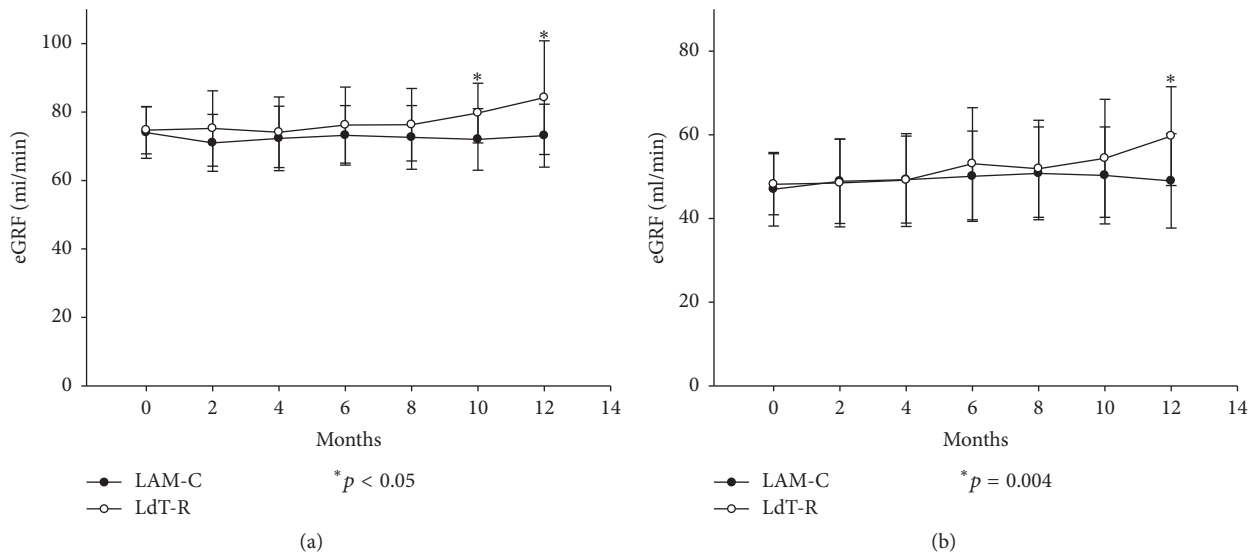 100
80
60
40
20
0
eGRF (mi/min)
*
*
0 2 4 6 8 10 12 14
Months
LAM-C
LdT-R
*p < 0.05
(a)
80
60
40
20
0
eGRF (ml/min)
*
0 2 4 6 8 10 12 14
Months
LAM-C
LdT-R
*p = 0.004
(b)